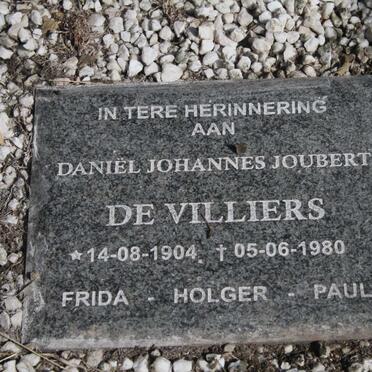 IN TERE HERINNERING
AAN
DANIËL JOHANNES JOUBERT
DE VILLIERS
★14-08-1904. †05-06-1980
FRIDA - HOLGER - PAUL